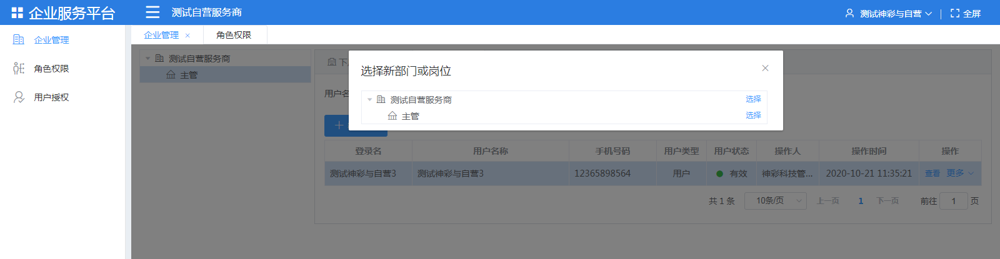 企业服务平台
测试自营服务商
测试神彩与自营
全屏
企业管理
角色权限
用户授权
企业管理 ×
角色权限
测试自营服务商
主管
选择新部门或岗位
测试自营服务商 选择
主管 选择
用户名
登录名 用户名称 手机号码 用户类型 用户状态 操作人 操作时间 操作
测试神彩与自营3 测试神彩与自营3 12365898564 用户 有效 神彩科技管... 2020-10-21 11:35:21 查看 更多
共 1 条 10条/页 上一页 1 下一页 前往 1 页